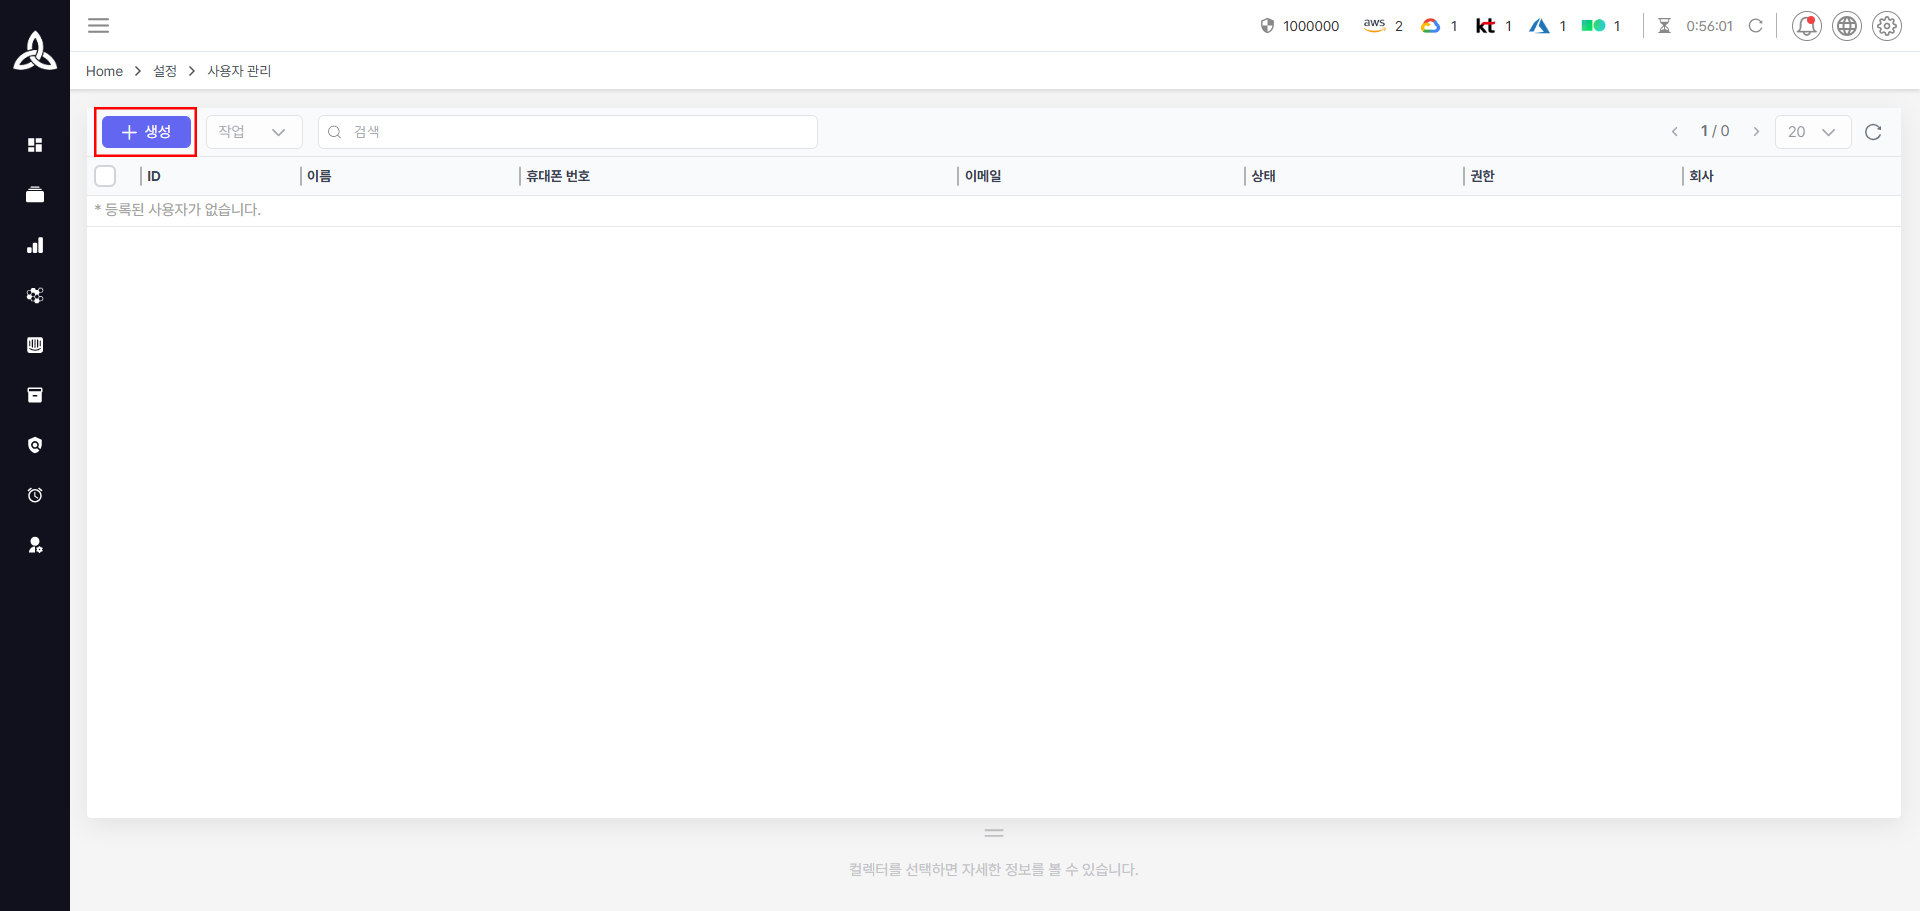 1000000 aws 2 1 kt 1 1 1 0:56:01
Home > 설정 > 사용자 관리
+ 생성 작업 검색 < 1 / 0 > 20
ID 이름 휴대폰 번호 이메일 상태 권한 회사
* 등록된 사용자가 없습니다.
컬렉터를 선택하면 자세한 정보를 볼 수 있습니다.